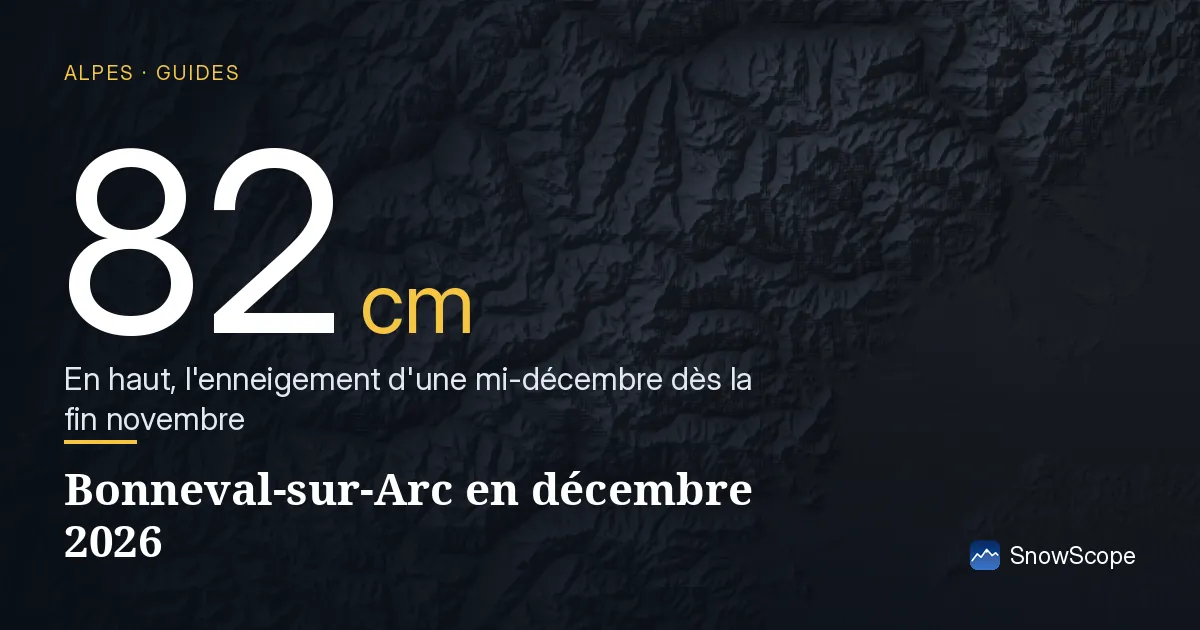 ALPES · GUIDES
82 cm
En haut, l'enneigement d'une mi-décembre dès la
fin novembre
Bonneval-sur-Arc en décembre
2026
SnowScope